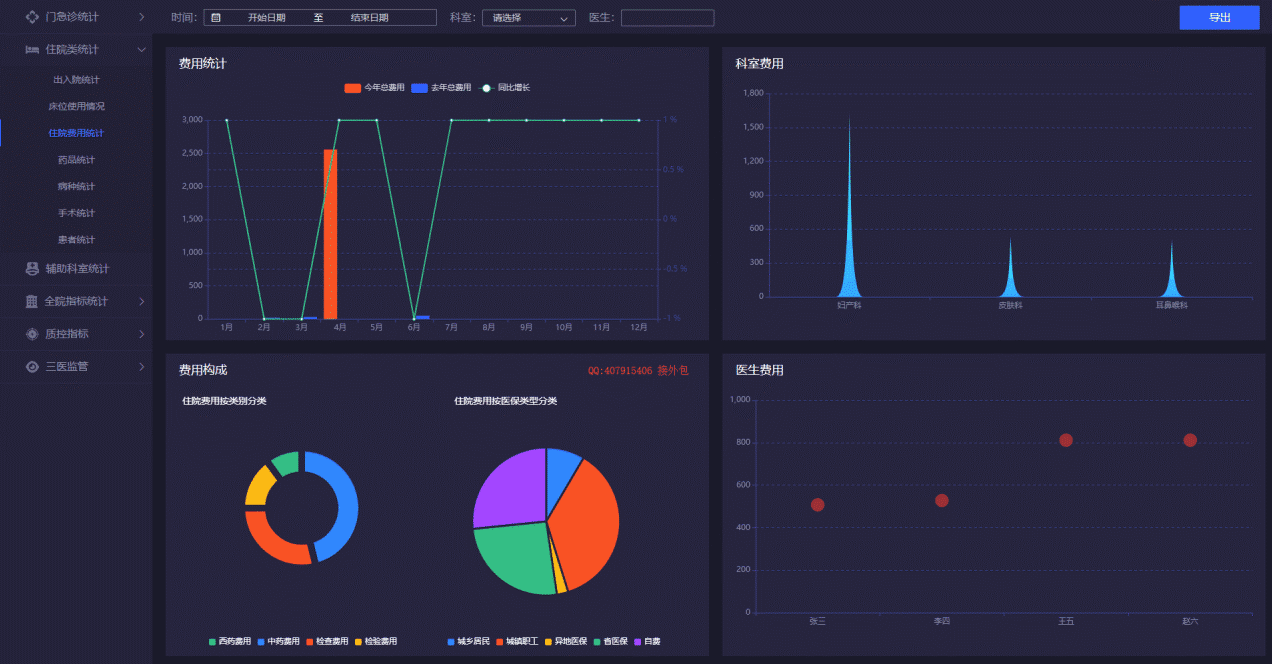 门急诊统计
住院类统计
出入院统计
床位使用情况
住院费用统计
药品统计
病种统计
手术统计
患者统计
辅助科室统计
全院指标统计
质控指标
三医监管
时间: 开始日期 至 结束日期 科室: 请选择 医生: 导出
费用统计
今年总费用 去年总费用 同比增长
3,000 1 %
2,500 0.5 %
2,000
1,500 0 %
1,000
500 -0.5 %
0 -1 %
1月 2月 3月 4月 5月 6月 7月 8月 9月 10月 11月 12月
科室费用
1,800
1,500
1,200
900
600
300
0
妇产科 皮肤科 耳鼻喉科
费用构成 QQ:407915406 接外包
住院费用按类别分类 住院费用按医保类型分类
西药费用 中药费用 检查费用 检验费用
城乡居民 城镇职工 异地医保 省医保 自费
医生费用
1,000
800
600
400
200
0
张三 李四 王五 赵六